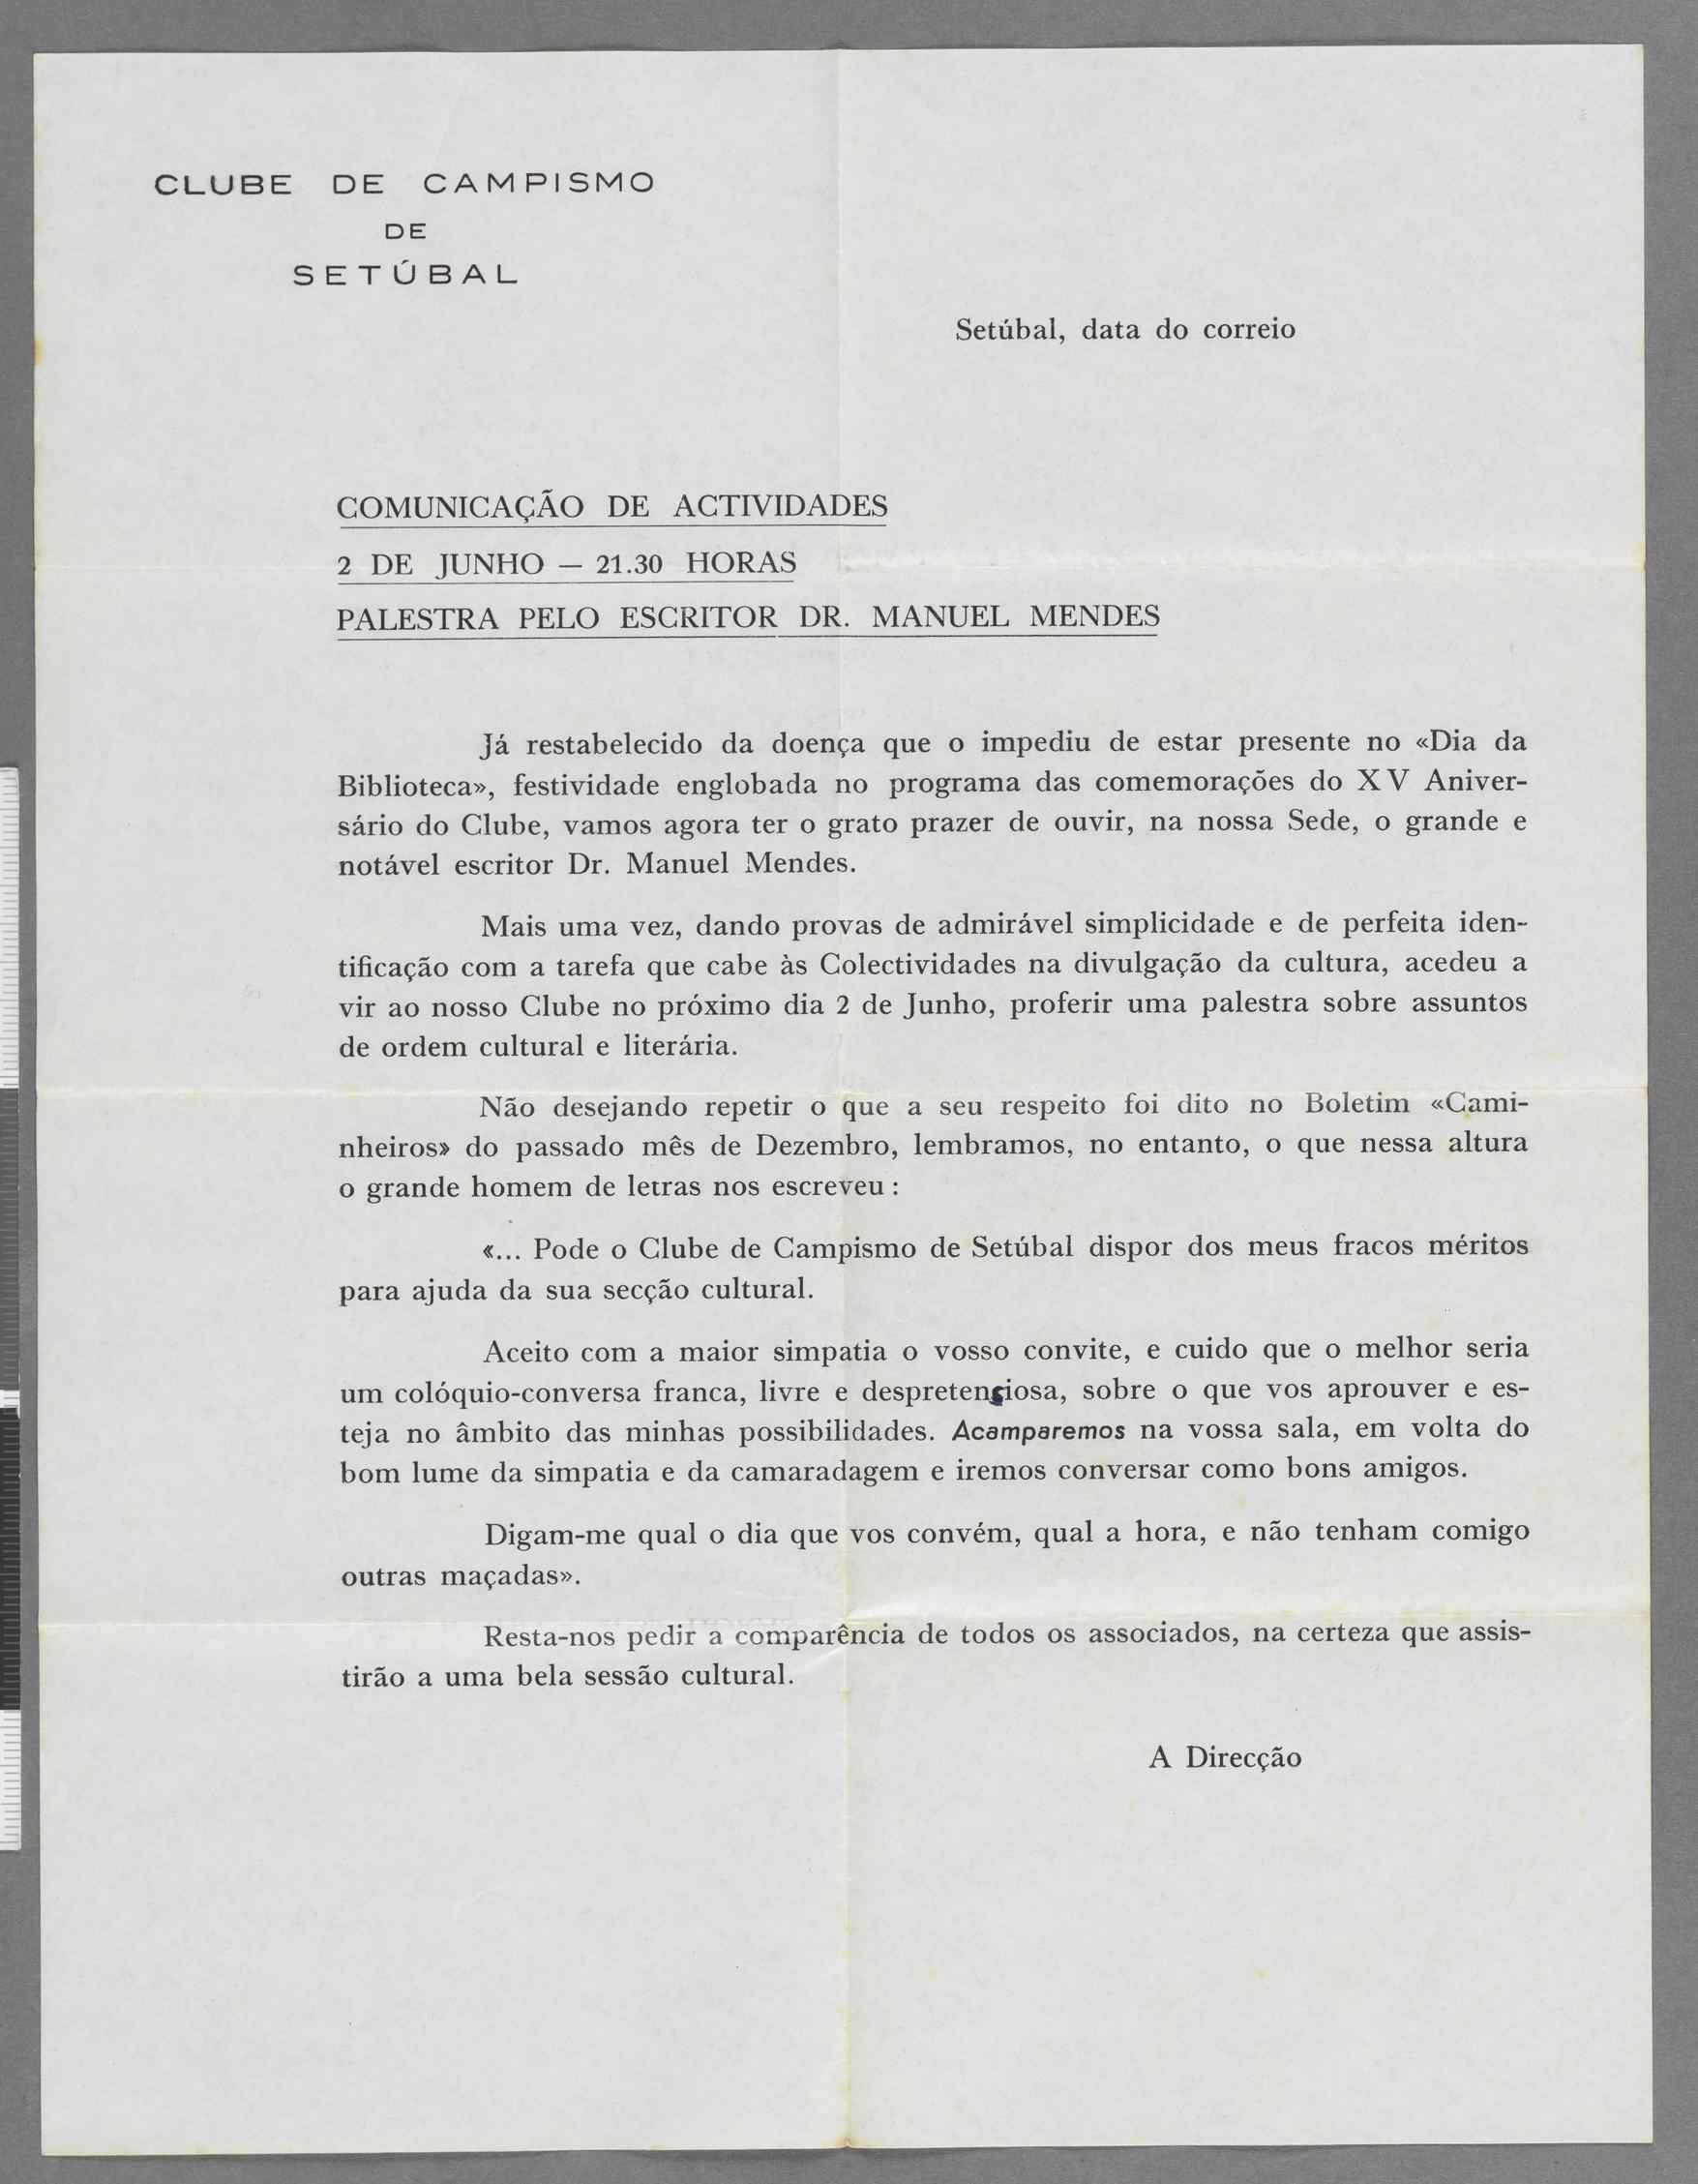 CLUBE DE CAMPISMO
DE
SETÚBAL
Setúbal, data do correio
COMUNICAÇÃO DE ACTIVIDADES
2 DE JUNHO — 21.30 HORAS
PALESTRA PELO ESCRITOR DR. MANUEL MENDES
Já restabelecido da doença que o impediu de estar presente no «Dia da
Biblioteca», festividade englobada no programa das comemorações do XV Aniver-
sário do Clube, vamos agora ter o grato prazer de ouvir, na nossa Sede, o grande e
notável escritor Dr. Manuel Mendes.
Mais uma vez, dando provas de admirável simplicidade e de perfeita iden-
tificação com a tarefa que cabe às Colectividades na divulgação da cultura, acedeu a
vir ao nosso Clube no próximo dia 2 de Junho, proferir uma palestra sobre assuntos
de ordem cultural e literária.
Não desejando repetir o que a seu respeito foi dito no Boletim «Cami-
nheiros» do passado mês de Dezembro, lembramos, no entanto, o que nessa altura
o grande homem de letras nos escreveu :
«... Pode o Clube de Campismo de Setúbal dispor dos meus fracos méritos
para ajuda da sua secção cultural.
Aceito com a maior simpatia o vosso convite, e cuido que o melhor seria
um colóquio-conversa franca, livre e despretensiosa, sobre o que vos aprouver e es-
teja no âmbito das minhas possibilidades. Acamparemos na vossa sala, em volta do
bom lume da simpatia e da camaradagem e iremos conversar como bons amigos.
Digam-me qual o dia que vos convém, qual a hora, e não tenham comigo
outras maçadas».
Resta-nos pedir a comparência de todos os associados, na certeza que assis-
tirão a uma bela sessão cultural.
A Direcção